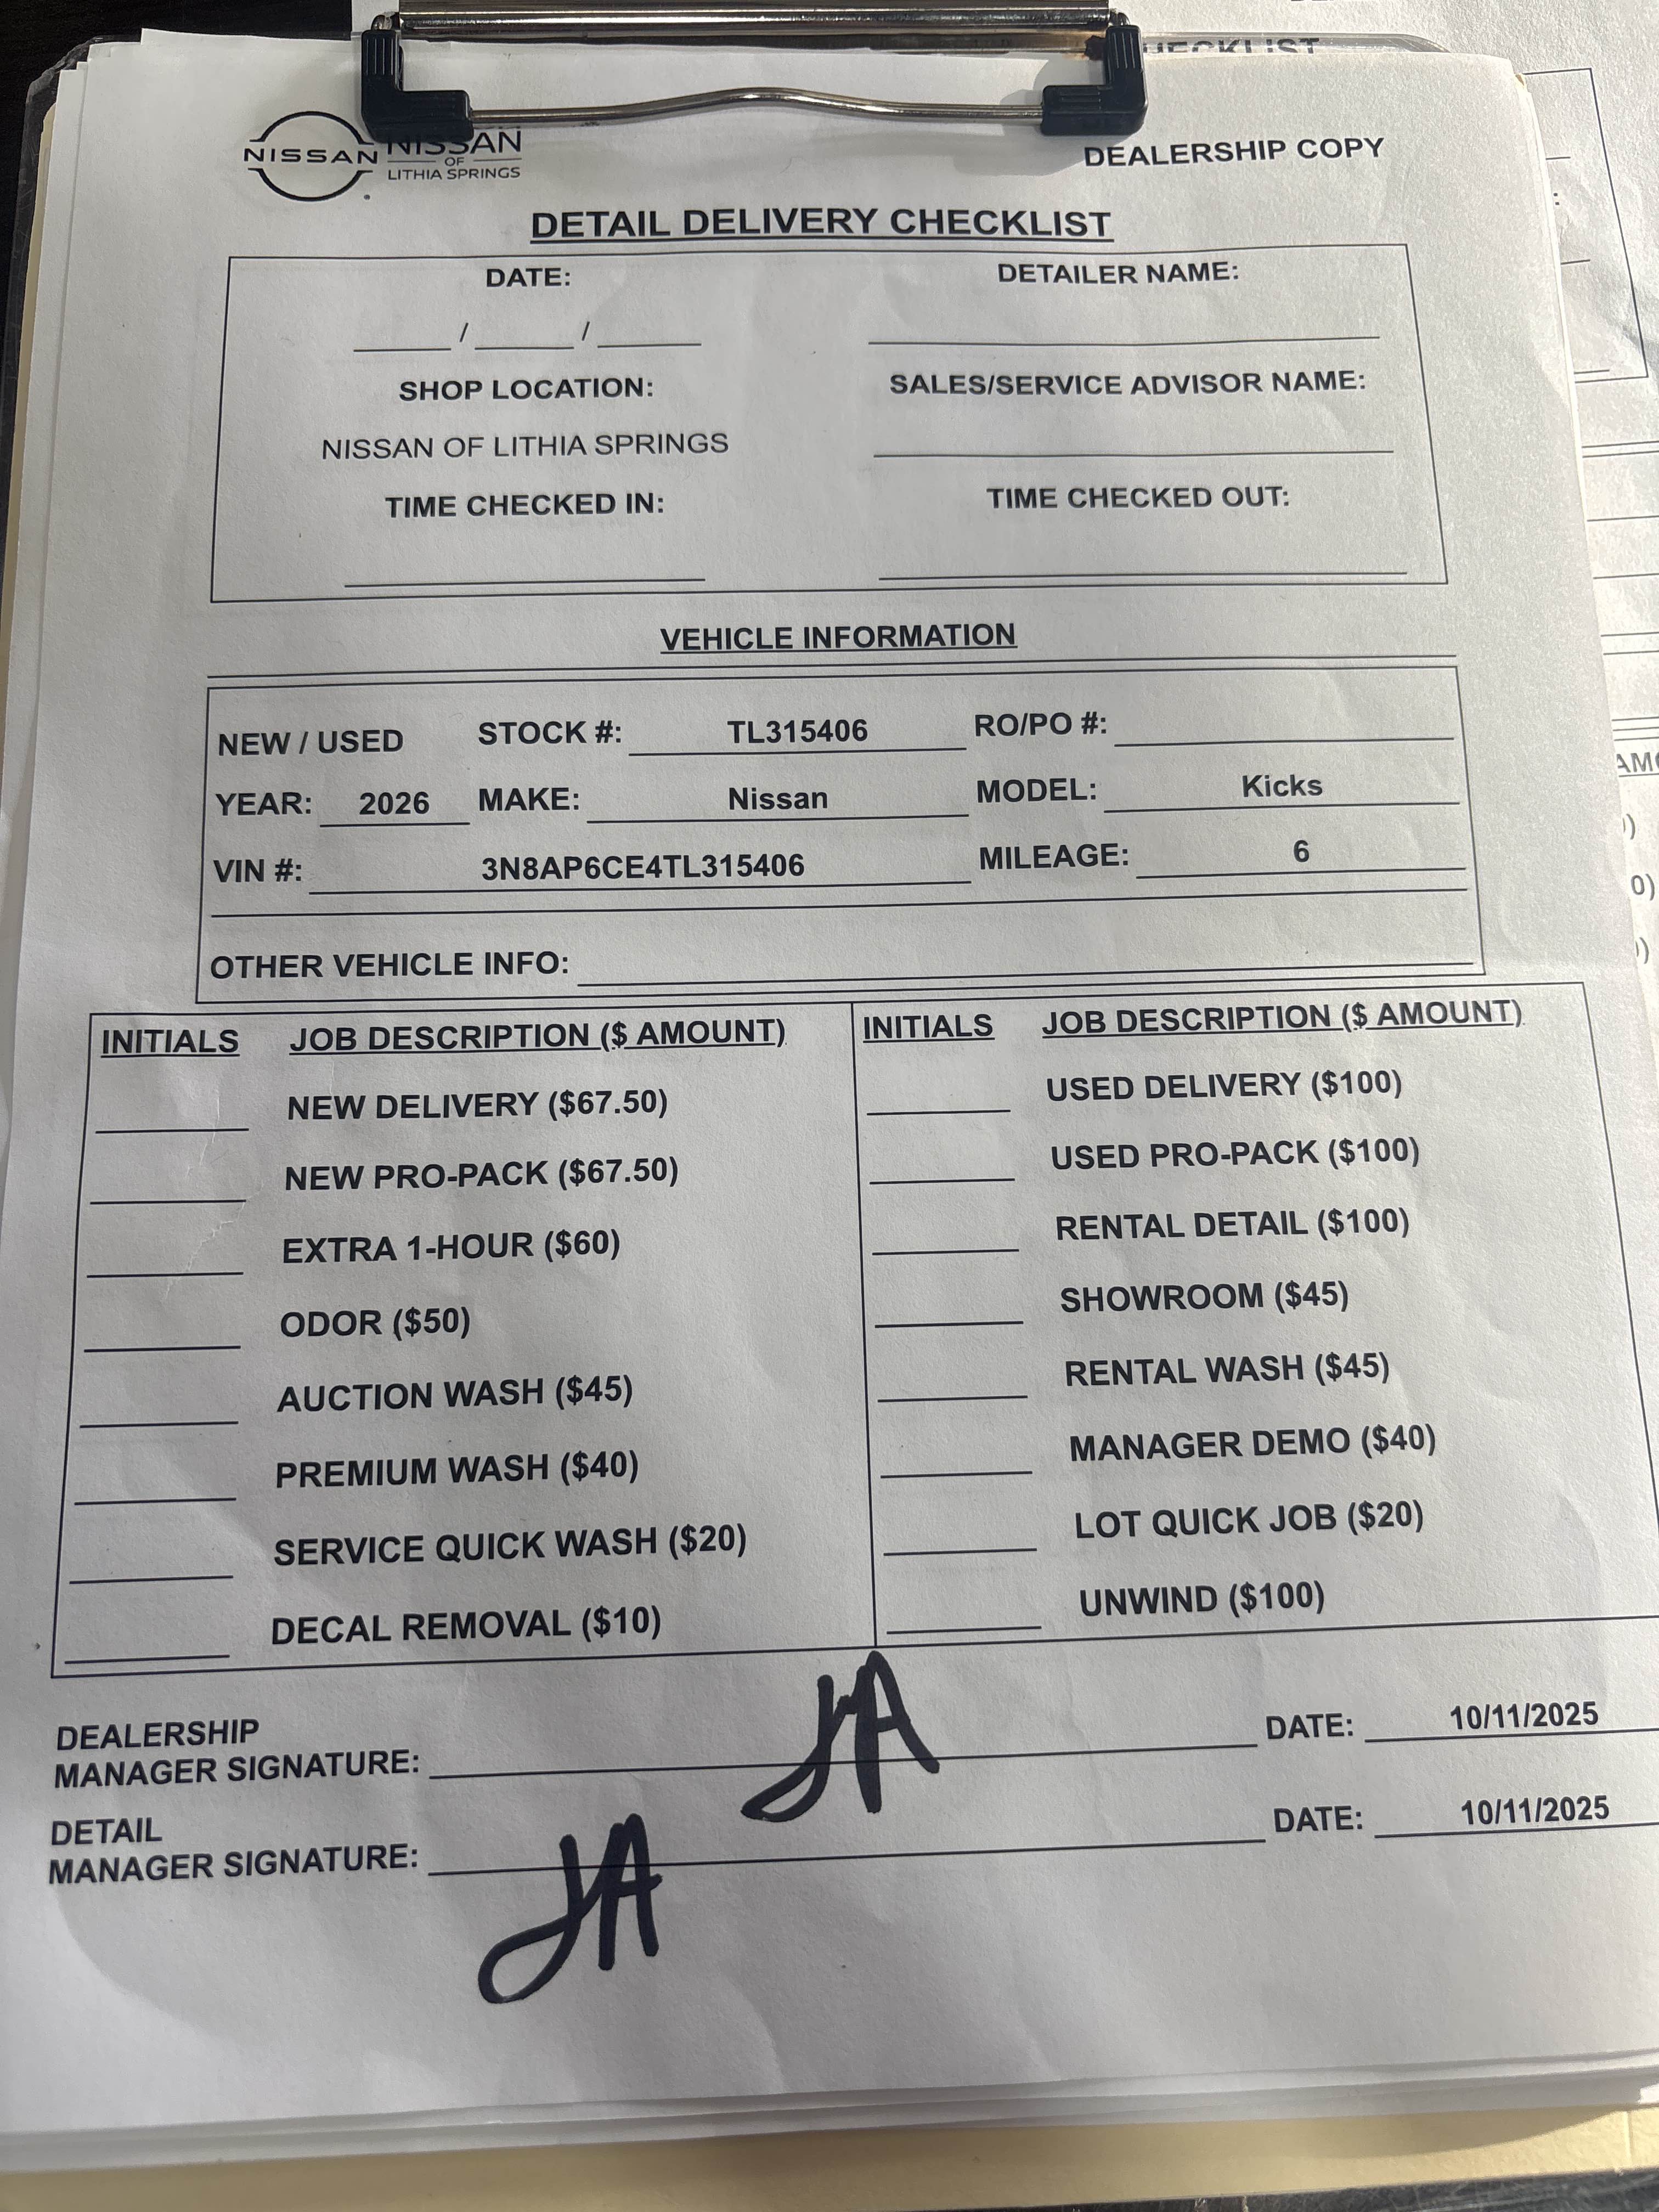 HECKLIST
NISSAN NISSAN
OF
LITHIA SPRINGS
DEALERSHIP COPY
DETAIL DELIVERY CHECKLIST
DATE: DETAILER NAME:
____ / ____ / ____
SHOP LOCATION: SALES/SERVICE ADVISOR NAME:
NISSAN OF LITHIA SPRINGS
TIME CHECKED IN: TIME CHECKED OUT:
VEHICLE INFORMATION
NEW / USED STOCK #: TL315406 RO/PO #:
YEAR: 2026 MAKE: Nissan MODEL: Kicks
VIN #: 3N8AP6CE4TL315406 MILEAGE: 6
OTHER VEHICLE INFO:
INITIALS JOB DESCRIPTION ($ AMOUNT)
NEW DELIVERY ($67.50)
NEW PRO-PACK ($67.50)
EXTRA 1-HOUR ($60)
ODOR ($50)
AUCTION WASH ($45)
PREMIUM WASH ($40)
SERVICE QUICK WASH ($20)
DECAL REMOVAL ($10)
INITIALS JOB DESCRIPTION ($ AMOUNT)
USED DELIVERY ($100)
USED PRO-PACK ($100)
RENTAL DETAIL ($100)
SHOWROOM ($45)
RENTAL WASH ($45)
MANAGER DEMO ($40)
LOT QUICK JOB ($20)
UNWIND ($100)
DEALERSHIP
MANAGER SIGNATURE: JA DATE: 10/11/2025
DETAIL
MANAGER SIGNATURE: JA DATE: 10/11/2025